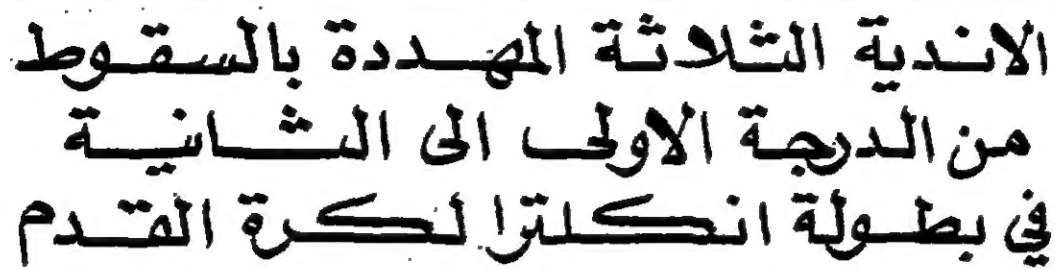 الاندية الثلاثة المهددة بالسقوط
من الدرجة الاولى الى الثانية
في بطولة انكلترا لكرة القدم